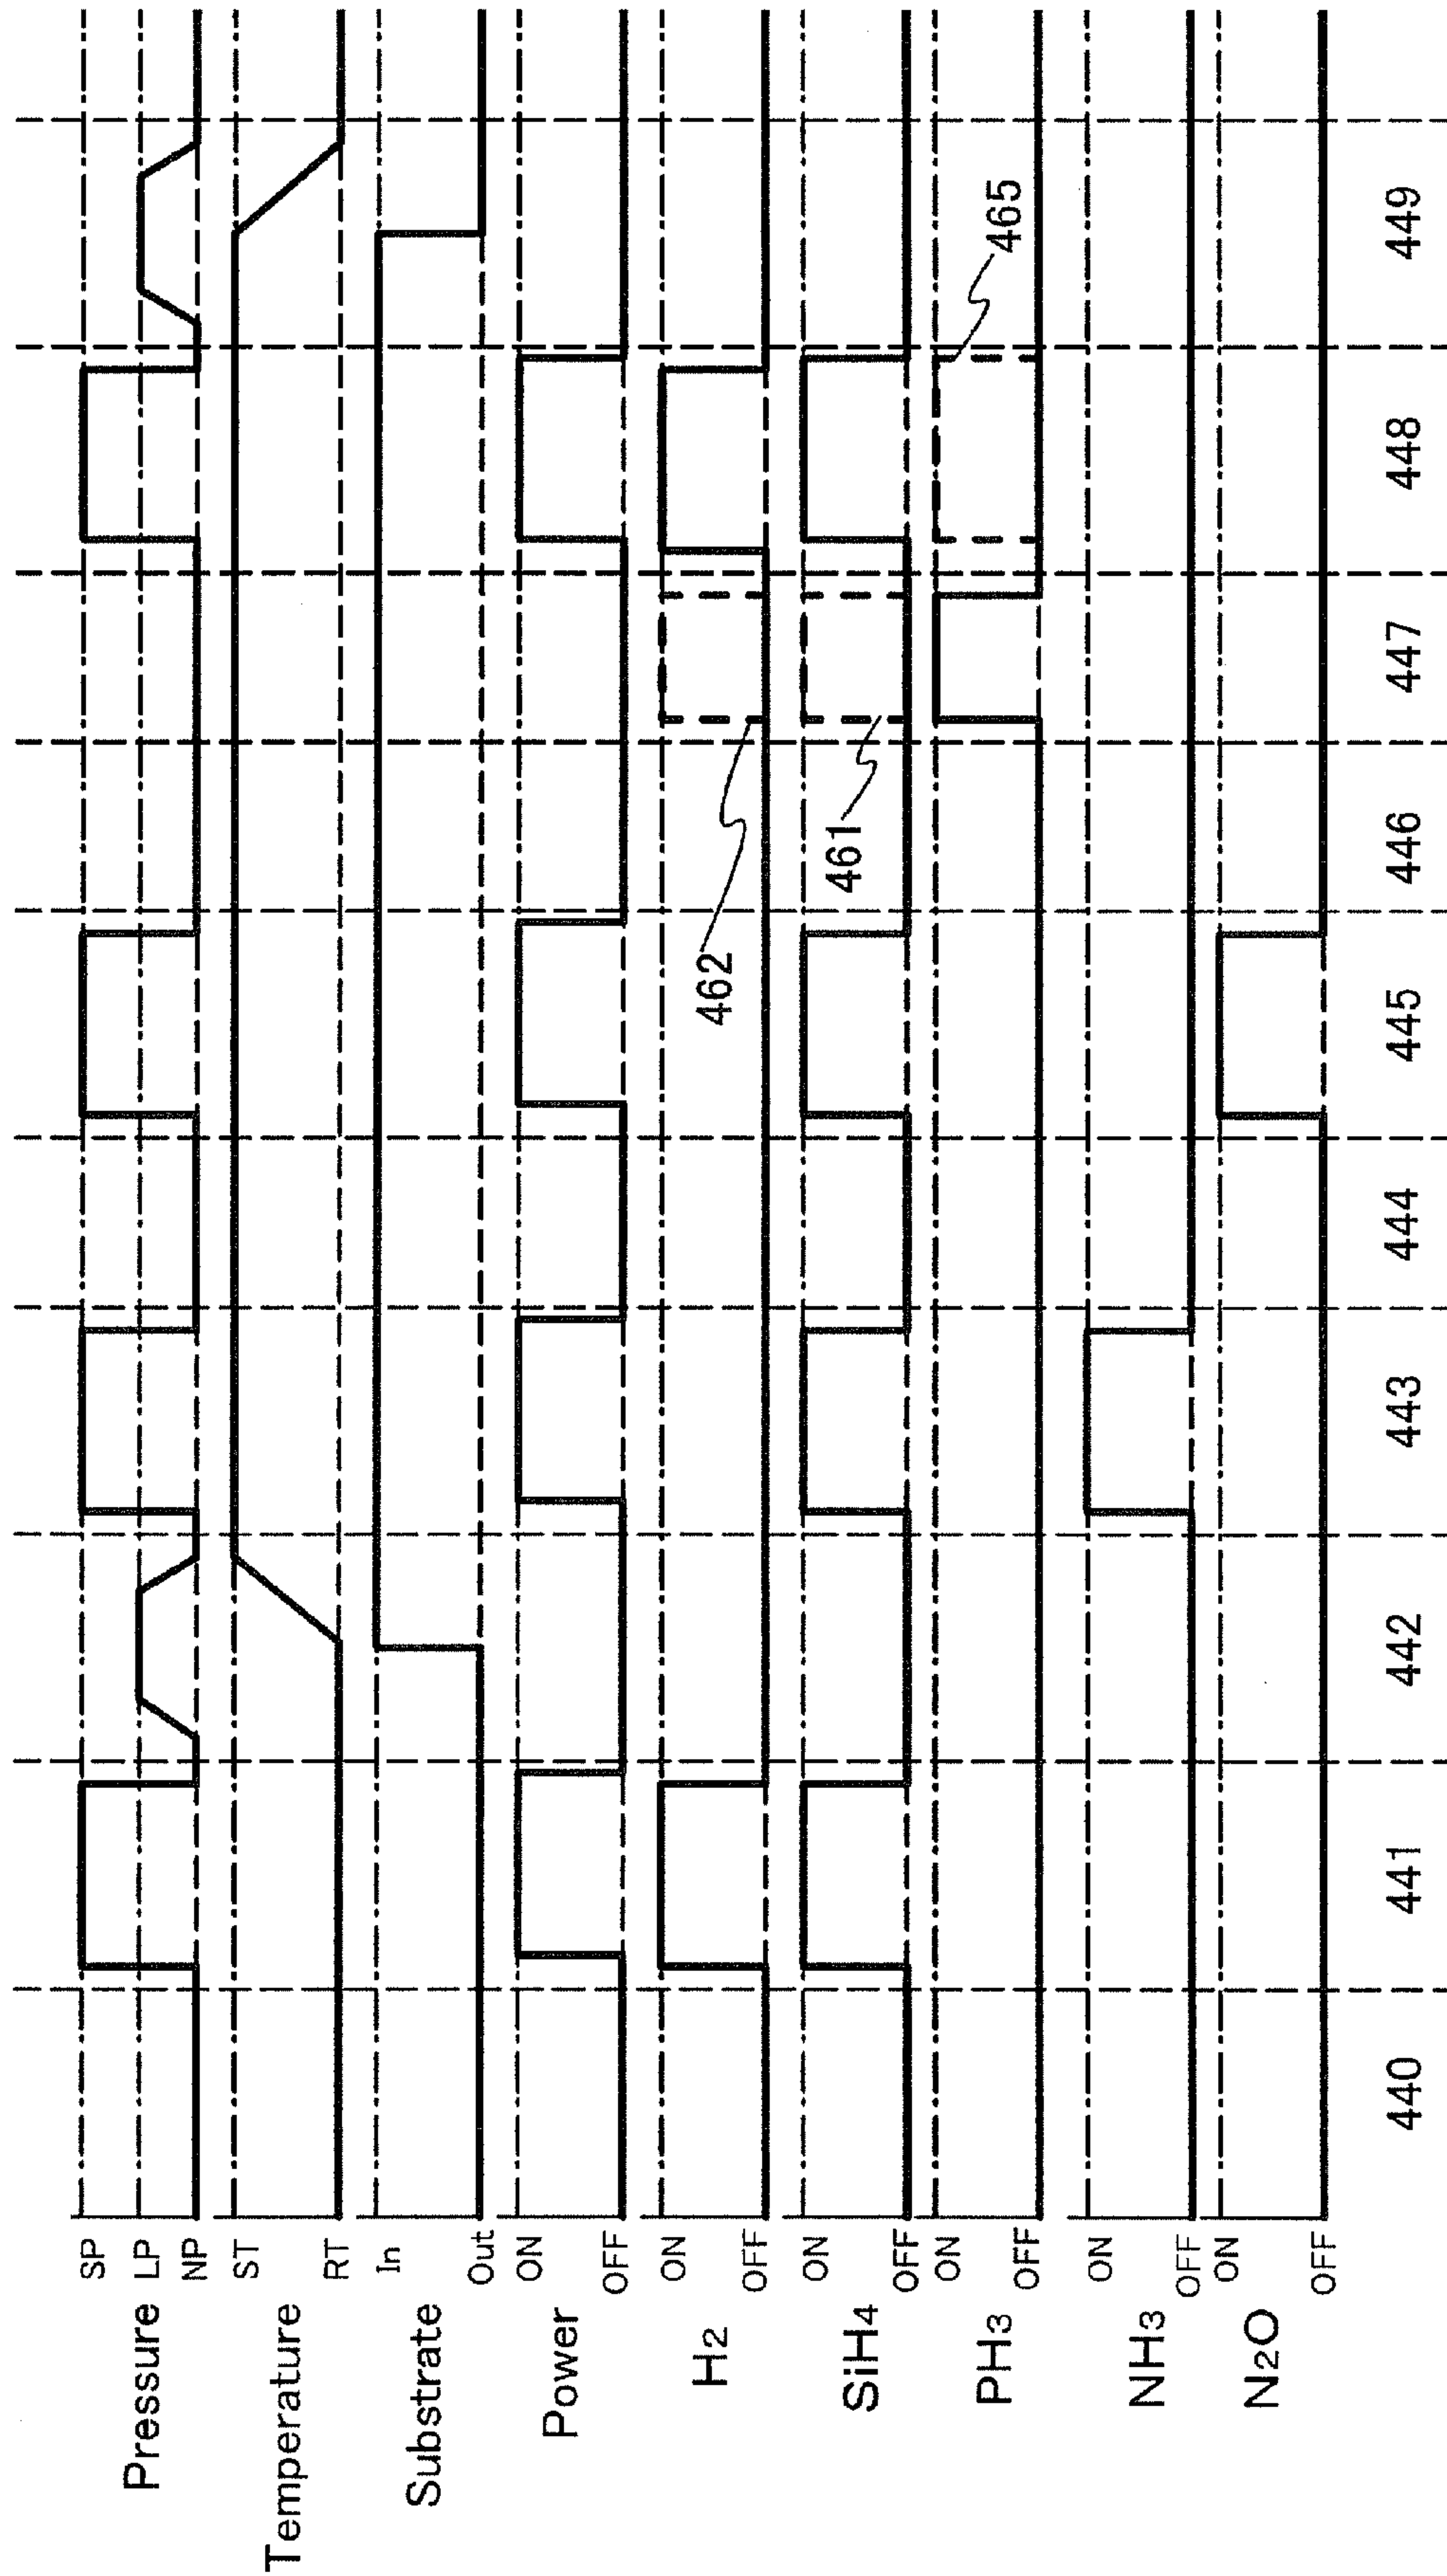 Pressure
SP
LP
NP
Temperature
ST
RT
Substrate
In
Out
Power
ON
OFF
H2
ON
OFF
462
SiH4
ON
OFF
461
PH3
ON
OFF
465
NH3
ON
OFF
N2O
ON
OFF
440 441 442 443 444 445 446 447 448 449